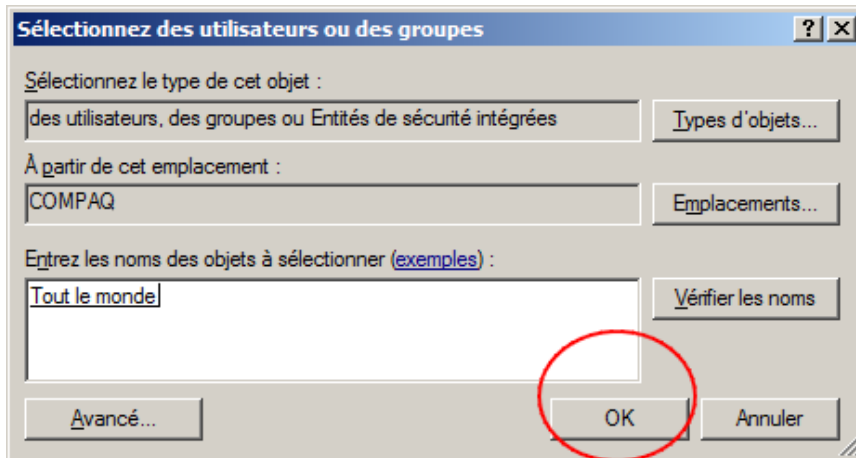 Sélectionnez des utilisateurs ou des groupes
Sélectionnez le type de cet objet :
des utilisateurs, des groupes ou Entités de sécurité intégrées
Types d'objets...
À partir de cet emplacement :
COMPAQ
Emplacements...
Entrez les noms des objets à sélectionner (exemples) :
Tout le monde
Vérifier les noms
Avancé...
OK
Annuler